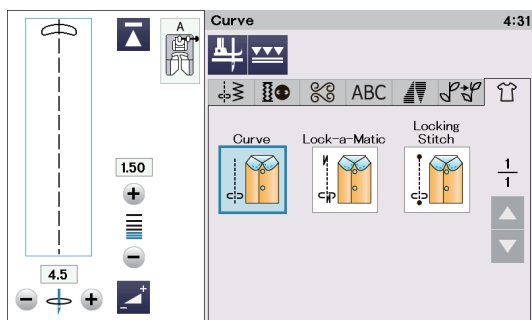 Curve
4:31
A
ABC
Curve
Lock-a-Matic
Locking
Stitch
1
1
1.50
4.5